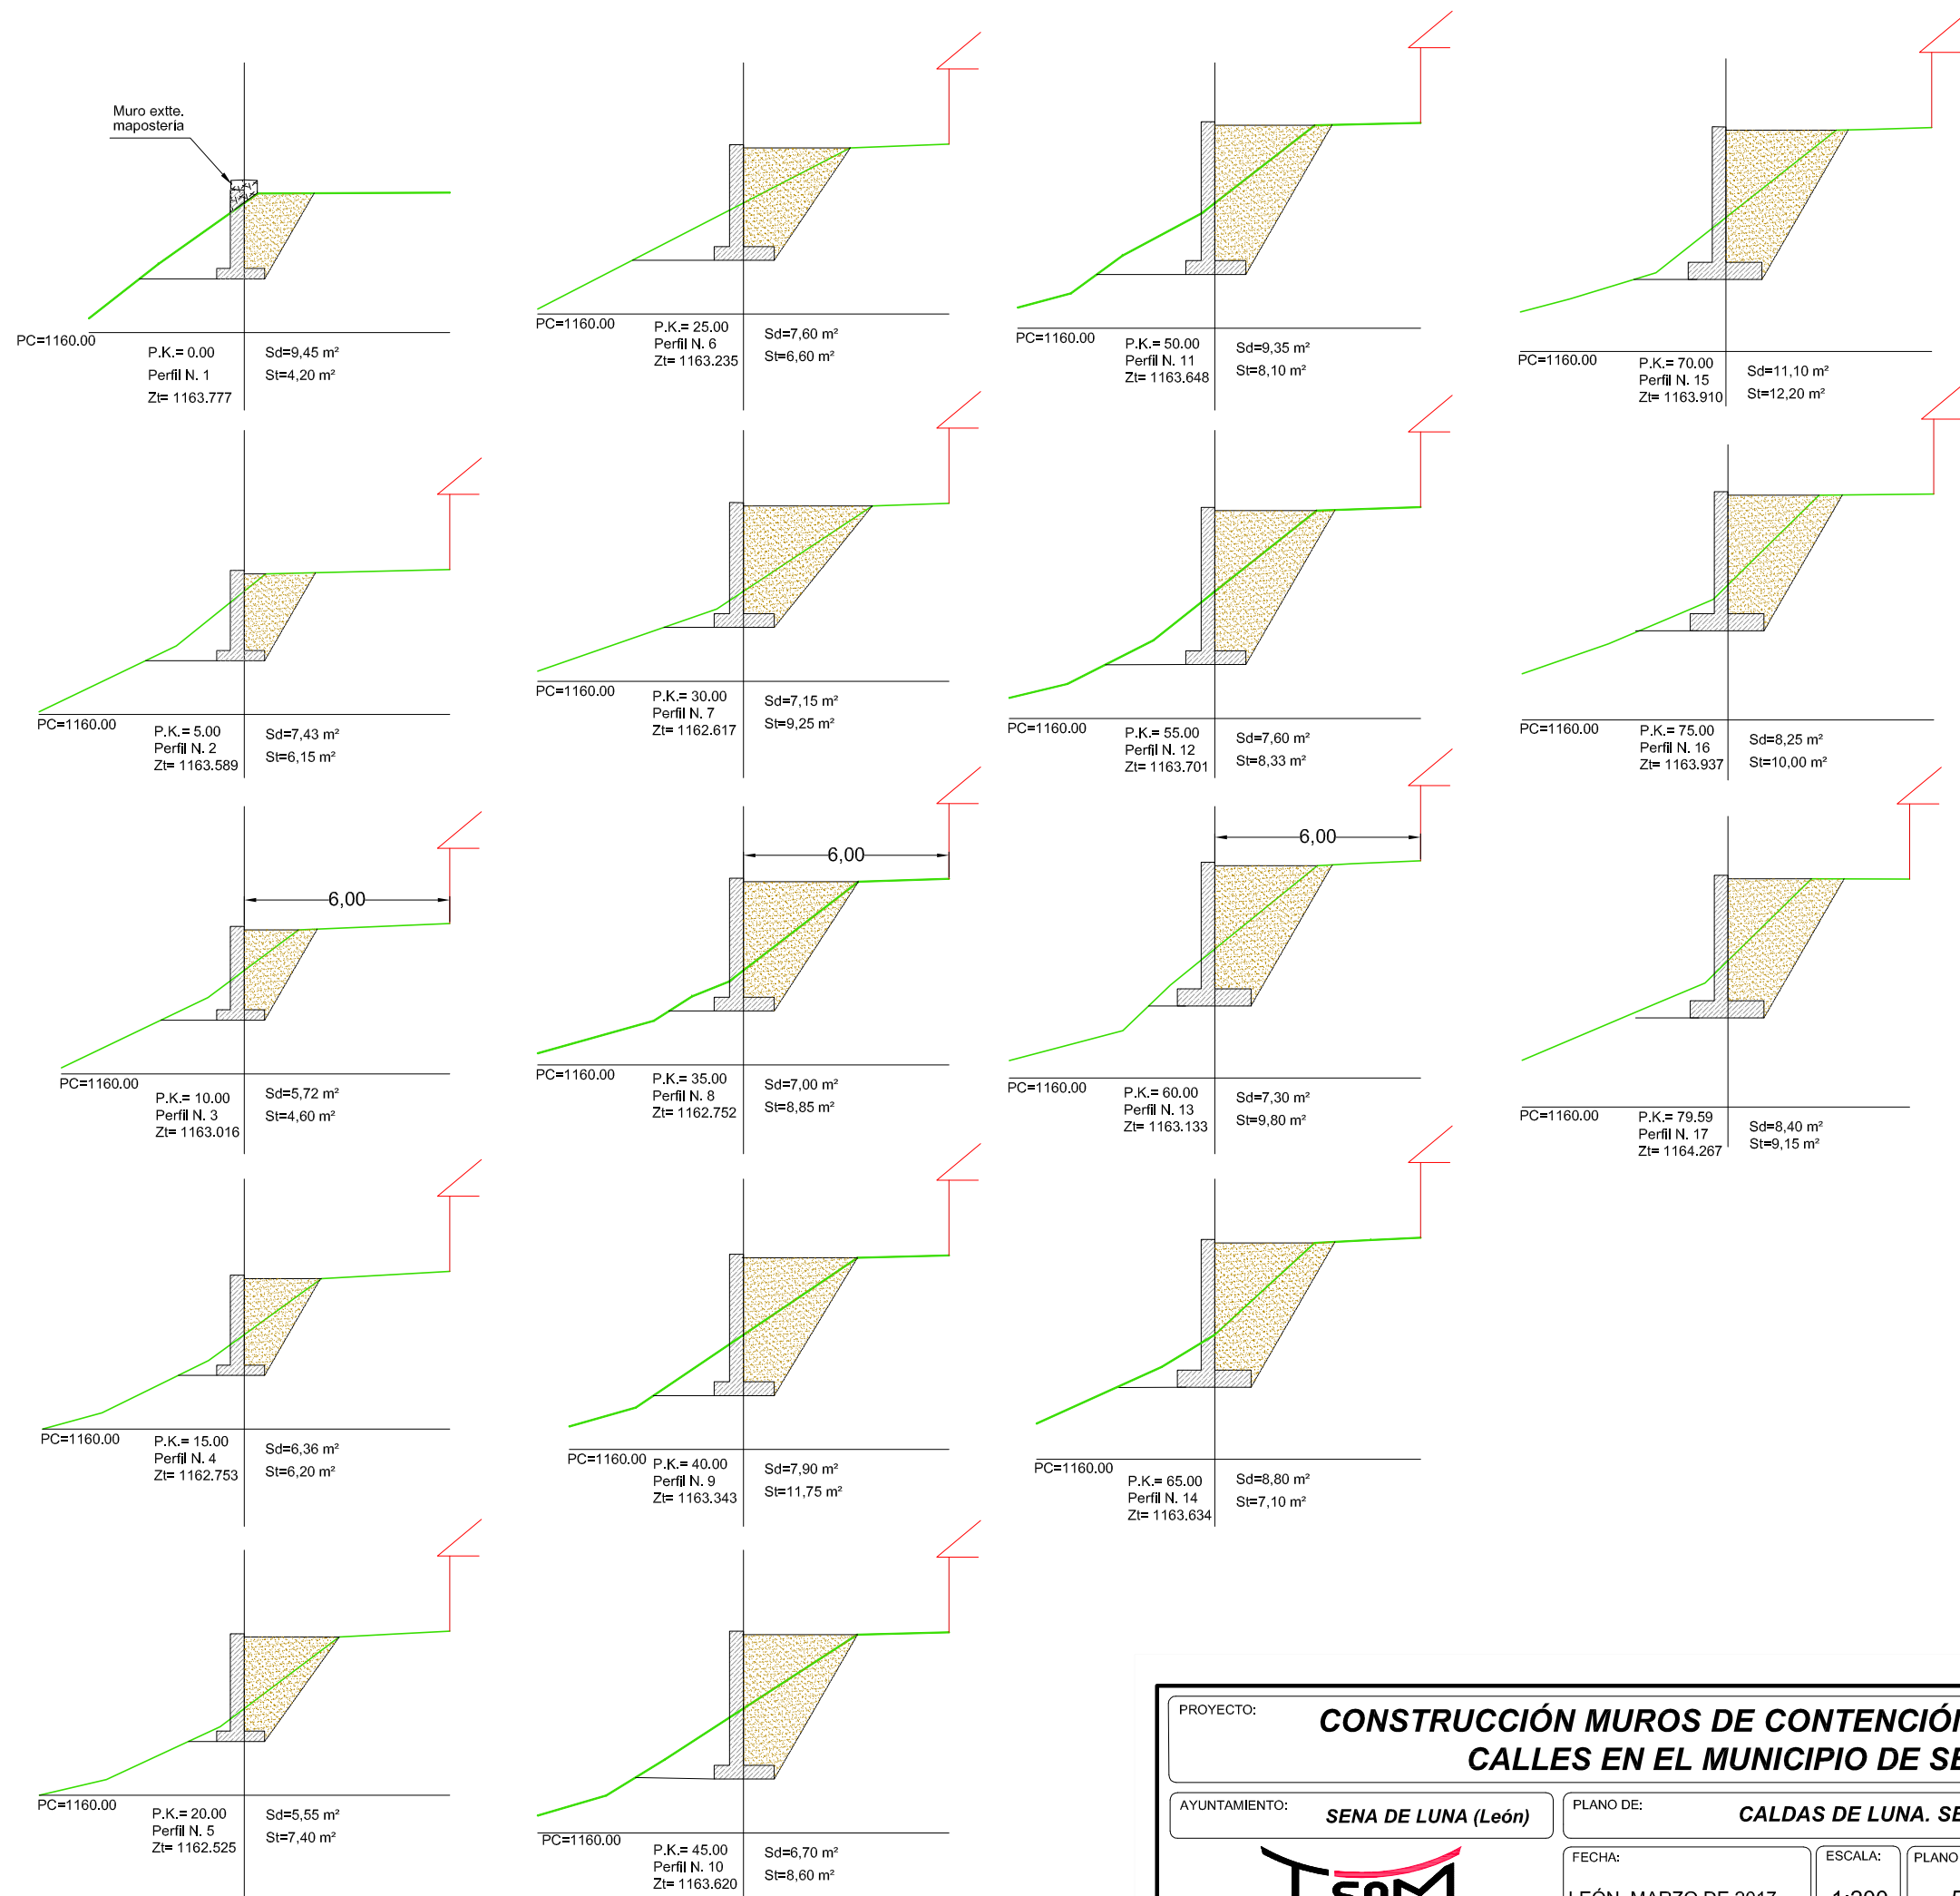 Muro extte.
mapostería
PC=1160.00
P.K.= 0.00
Perfil N. 1
Zt= 1163.777
Sd=9,45 m²
St=4,20 m²
PC=1160.00
P.K.= 5.00
Perfil N. 2
Zt= 1163.589
Sd=7,43 m²
St=6,15 m²
6,00
PC=1160.00
P.K.= 10.00
Perfil N. 3
Zt= 1163.016
Sd=5,72 m²
St=4,60 m²
PC=1160.00
P.K.= 15.00
Perfil N. 4
Zt= 1162.753
Sd=6,36 m²
St=6,20 m²
PC=1160.00
P.K.= 20.00
Perfil N. 5
Zt= 1162.525
Sd=5,55 m²
St=7,40 m²
PC=1160.00
P.K.= 25.00
Perfil N. 6
Zt= 1163.235
Sd=7,60 m²
St=6,60 m²
PC=1160.00
P.K.= 30.00
Perfil N. 7
Zt= 1162.617
Sd=7,15 m²
St=9,25 m²
6,00
PC=1160.00
P.K.= 35.00
Perfil N. 8
Zt= 1162.752
Sd=7,00 m²
St=8,85 m²
PC=1160.00
P.K.= 40.00
Perfil N. 9
Zt= 1163.343
Sd=7,90 m²
St=11,75 m²
PC=1160.00
P.K.= 45.00
Perfil N. 10
Zt= 1163.620
Sd=6,70 m²
St=8,60 m²
PC=1160.00
P.K.= 50.00
Perfil N. 11
Zt= 1163.648
Sd=9,35 m²
St=8,10 m²
PC=1160.00
P.K.= 55.00
Perfil N. 12
Zt= 1163.701
Sd=7,60 m²
St=8,33 m²
6,00
PC=1160.00
P.K.= 60.00
Perfil N. 13
Zt= 1163.133
Sd=7,30 m²
St=9,80 m²
PC=1160.00
P.K.= 65.00
Perfil N. 14
Zt= 1163.634
Sd=8,80 m²
St=7,10 m²
PC=1160.00
P.K.= 70.00
Perfil N. 15
Zt= 1163.910
Sd=11,10 m²
St=12,20 m²
PC=1160.00
P.K.= 75.00
Perfil N. 16
Zt= 1163.937
Sd=8,25 m²
St=10,00 m²
PC=1160.00
P.K.= 79.59
Perfil N. 17
Zt= 1164.267
Sd=8,40 m²
St=9,15 m²
PROYECTO:
CONSTRUCCIÓN MUROS DE CONTENCIÓN
CALLES EN EL MUNICIPIO DE SE
AYUNTAMIENTO:
SENA DE LUNA (León)
PLANO DE:
CALDAS DE LUNA. SE
FECHA:
LEÓN, MARZO DE 2017
ESCALA:
1:200
PLANO